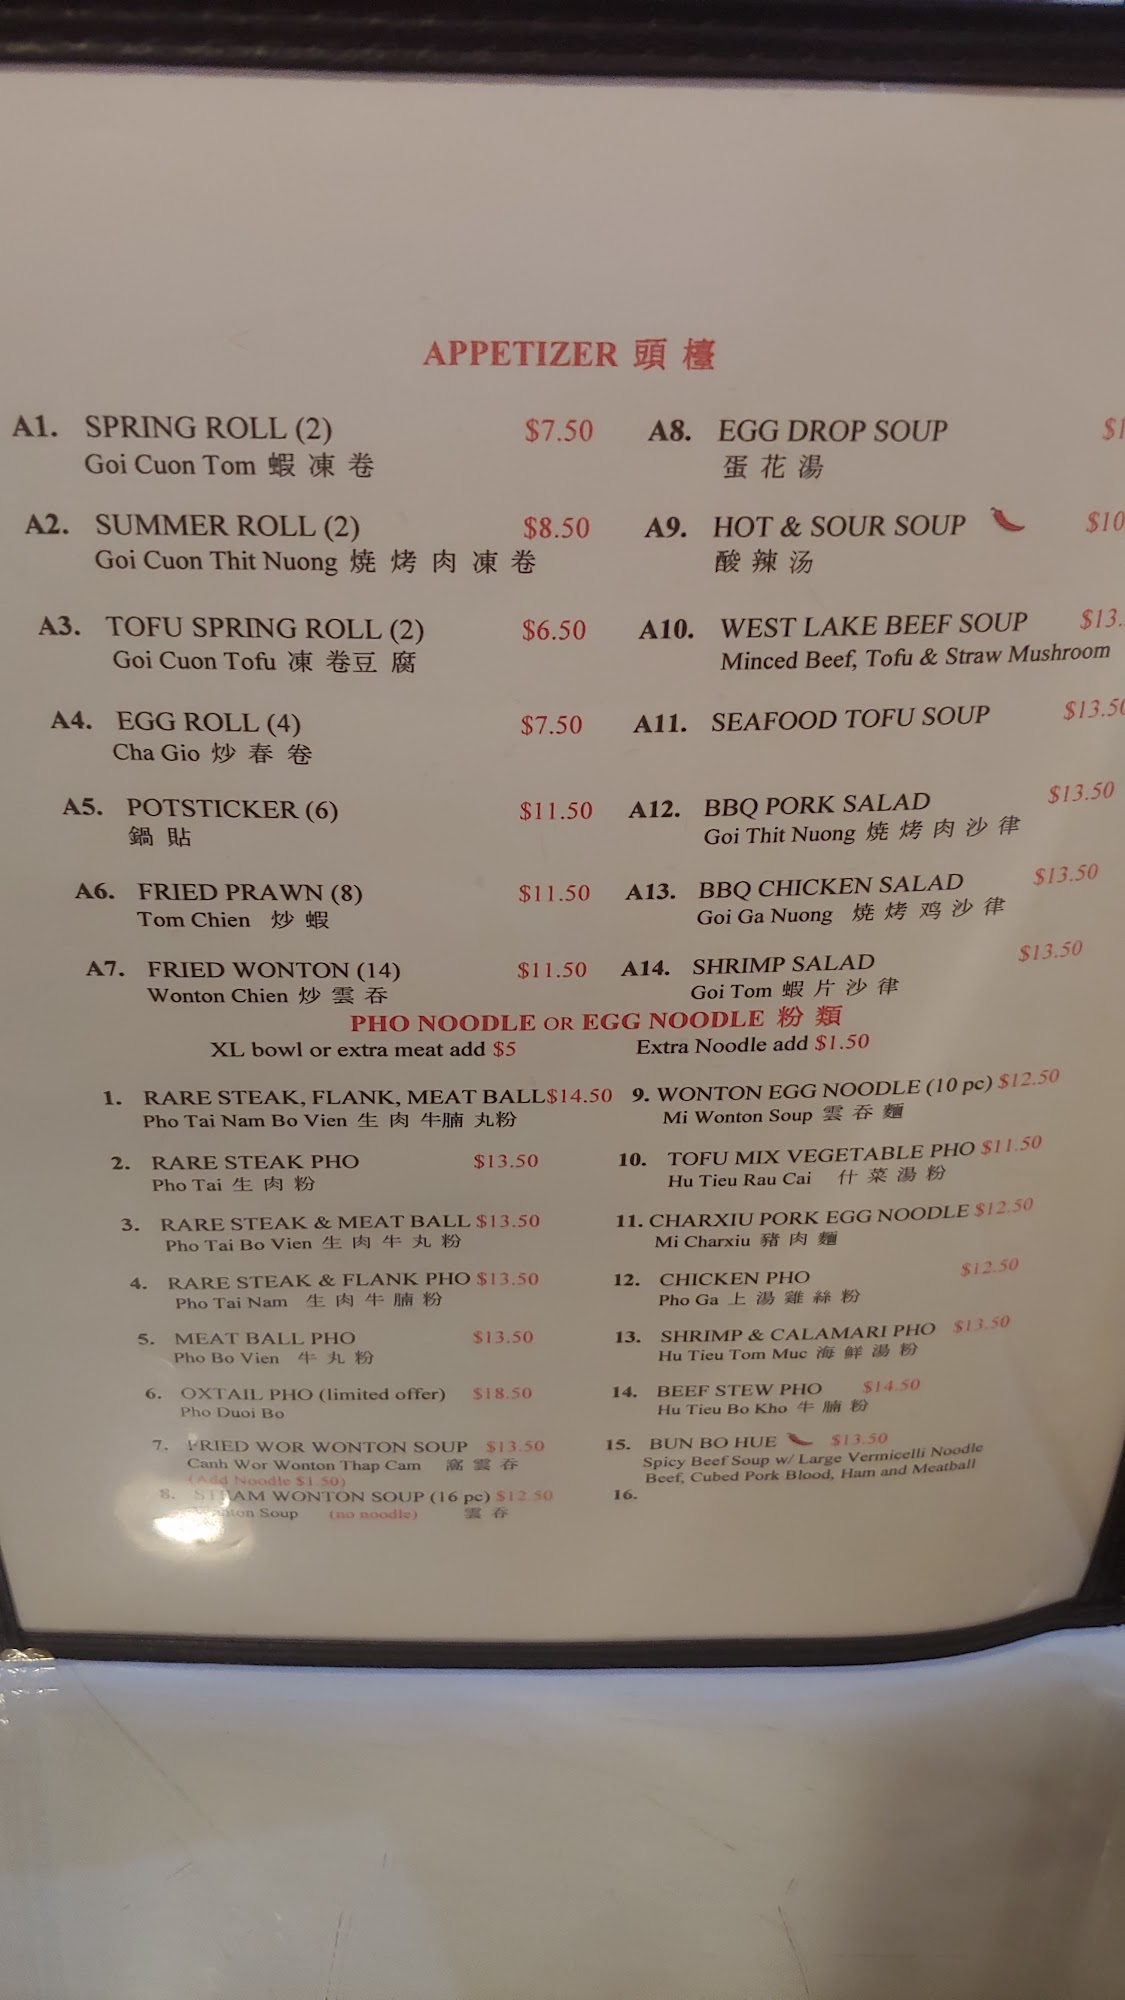 APPETIZER 頭 檯
A1. SPRING ROLL (2) $7.50
Goi Cuon Tom 蝦 凍 卷
A2. SUMMER ROLL (2) $8.50
Goi Cuon Thit Nuong 燒 烤 肉 凍 卷
A3. TOFU SPRING ROLL (2) $6.50
Goi Cuon Tofu 凍 卷豆 腐
A4. EGG ROLL (4) $7.50
Cha Gio 炒 春 卷
A5. POTSTICKER (6) $11.50
鍋 貼
A6. FRIED PRAWN (8) $11.50
Tom Chien 炒 蝦
A7. FRIED WONTON (14) $11.50
Wonton Chien 炒 雲 吞
A8. EGG DROP SOUP
蛋 花 湯
A9. HOT & SOUR SOUP $10
酸 辣 汤
A10. WEST LAKE BEEF SOUP $13.
Minced Beef, Tofu & Straw Mushroom
A11. SEAFOOD TOFU SOUP $13.50
A12. BBQ PORK SALAD $13.50
Goi Thit Nuong 燒 烤 肉 沙 律
A13. BBQ CHICKEN SALAD $13.50
Goi Ga Nuong 燒 烤 鸡 沙 律
A14. SHRIMP SALAD $13.50
Goi Tom 蝦 片 沙 律
PHO NOODLE OR EGG NOODLE 粉 類
XL bowl or extra meat add $5 Extra Noodle add $1.50
1. RARE STEAK, FLANK, MEAT BALL $14.50
Pho Tai Nam Bo Vien 生 肉 牛腩 丸粉
2. RARE STEAK PHO $13.50
Pho Tai 生 肉 粉
3. RARE STEAK & MEAT BALL $13.50
Pho Tai Bo Vien 生 肉 牛 丸 粉
4. RARE STEAK & FLANK PHO $13.50
Pho Tai Nam 生 肉 牛 腩 粉
5. MEAT BALL PHO $13.50
Pho Bo Vien 牛 丸 粉
6. OXTAIL PHO (limited offer) $18.50
Pho Duoi Bo
7. FRIED WOR WONTON SOUP $13.50
Canh Wor Wonton Thap Cam 窩 雲 吞
(Add Noodle $1.50)
8. STEAM WONTON SOUP (16 pc) $12.50
Wonton Soup (no noodle) 雲 吞
9. WONTON EGG NOODLE (10 pc) $12.50
Mi Wonton Soup 雲 吞 麵
10. TOFU MIX VEGETABLE PHO $11.50
Hu Tieu Rau Cai 什 菜 湯 粉
11. CHARXIU PORK EGG NOODLE $12.50
Mi Charxiu 豬 肉 麵
12. CHICKEN PHO $12.50
Pho Ga 上 湯 雞 絲 粉
13. SHRIMP & CALAMARI PHO $13.50
Hu Tieu Tom Muc 海 鮮 湯 粉
14. BEEF STEW PHO $14.50
Hu Tieu Bo Kho 牛 腩 粉
15. BUN BO HUE $13.50
Spicy Beef Soup w/ Large Vermicelli Noodle
Beef, Cubed Pork Blood, Ham and Meatball
16.